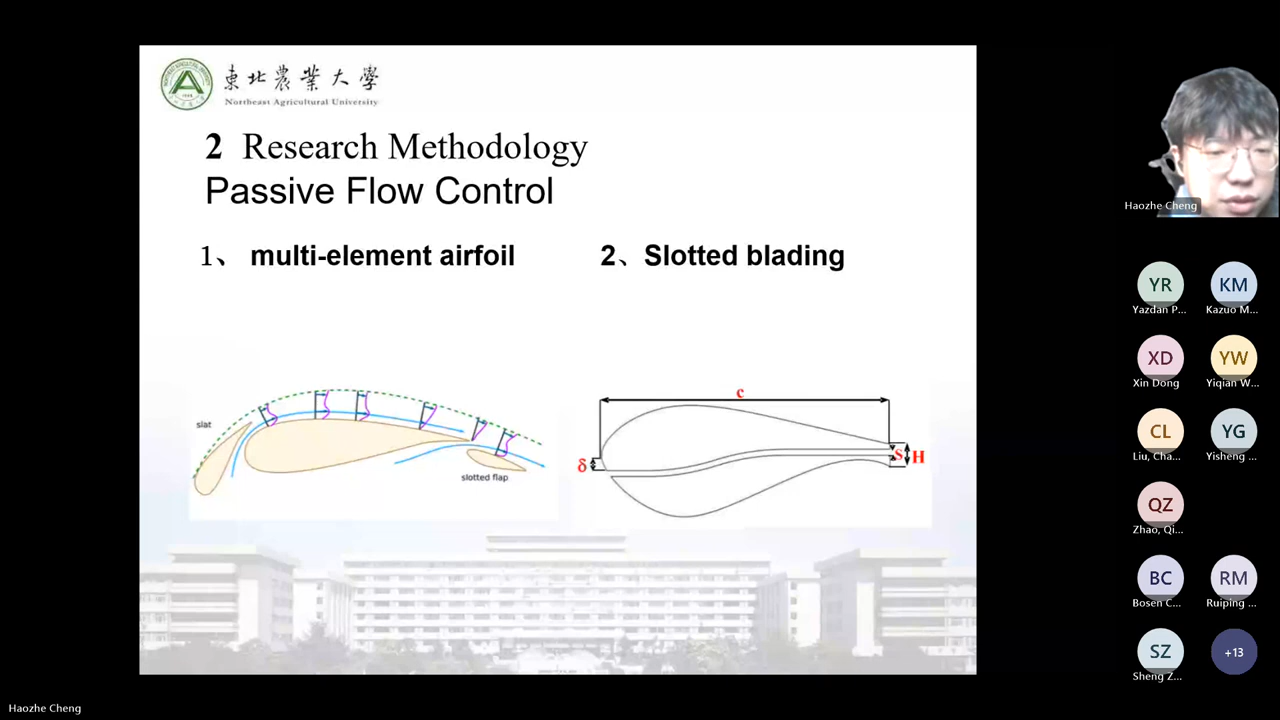 東北農業大學
Northeast Agricultural University
2 Research Methodology
Passive Flow Control
1、 multi-element airfoil
2、Slotted blading
slat
slotted flap
c
δ
S
H
Haozhe Cheng
YR
KM
Yazdan P...
Kazuo M...
XD
YW
Xin Dong
Yiqian W...
CL
YG
Liu, Cha...
Yisheng ...
QZ
Zhao, Qi...
BC
RM
Bosen C...
Ruiping ...
SZ
+13
Sheng Z...
Haozhe Cheng